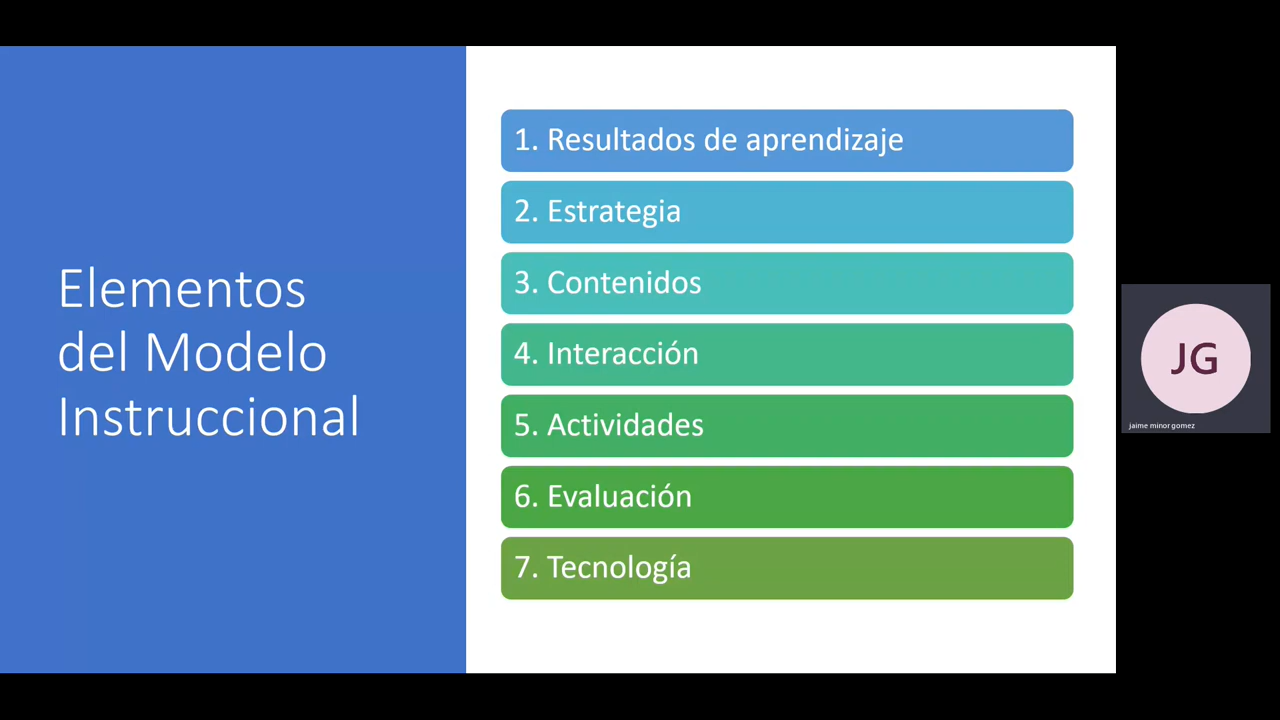 Elementos
del Modelo
Instruccional
1. Resultados de aprendizaje
2. Estrategia
3. Contenidos
4. Interacción
5. Actividades
6. Evaluación
7. Tecnología
JG
jaime minor gomez